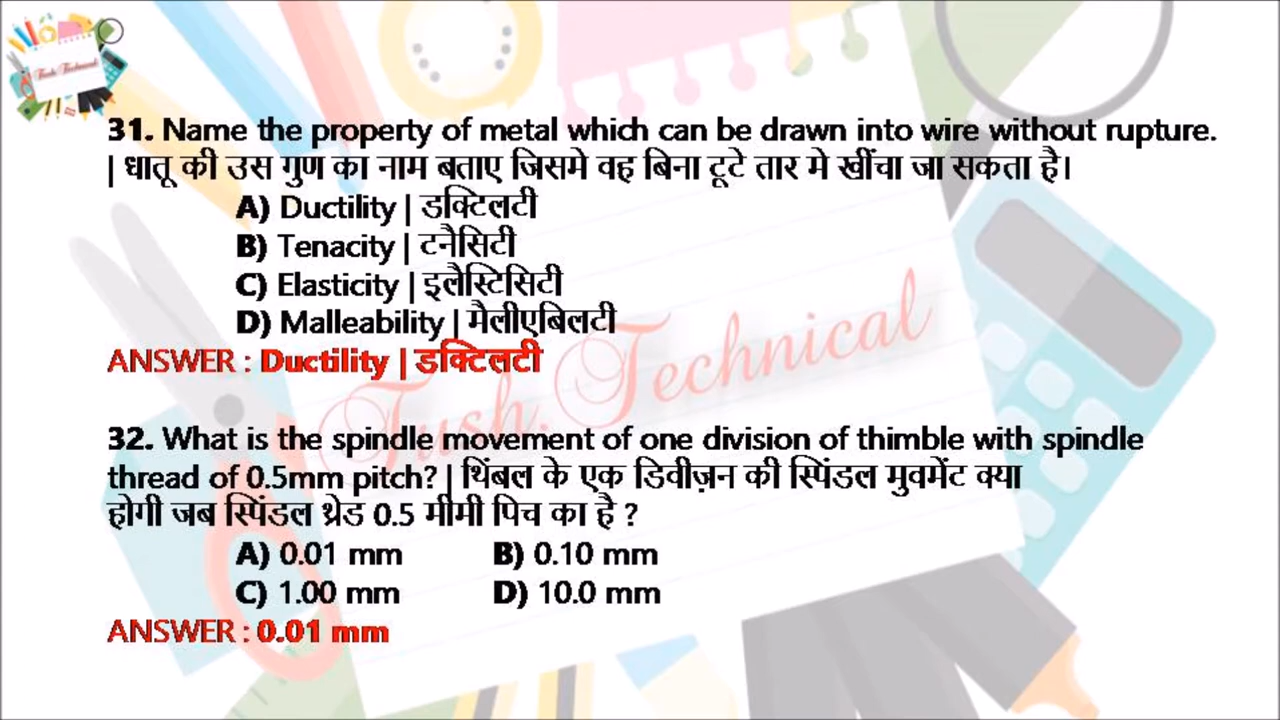 Tush.Technical
31. Name the property of metal which can be drawn into wire without rupture.
| धातू की उस गुण का नाम बताए जिसमे वह बिना टूटे तार मे खींचा जा सकता है।
A) Ductility | डक्टिलटी
B) Tenacity | टनैसिटी
C) Elasticity | इलैस्टिसिटी
D) Malleability | मैलीएबिलटी
ANSWER : Ductility | डक्टिलटी
Tush.Technical
32. What is the spindle movement of one division of thimble with spindle
thread of 0.5mm pitch? | थिंबल के एक डिवीज़न की स्पिंडल मुवमेंट क्या
होगी जब स्पिंडल थ्रेड 0.5 मीमी पिच का है ?
A) 0.01 mm B) 0.10 mm
C) 1.00 mm D) 10.0 mm
ANSWER : 0.01 mm